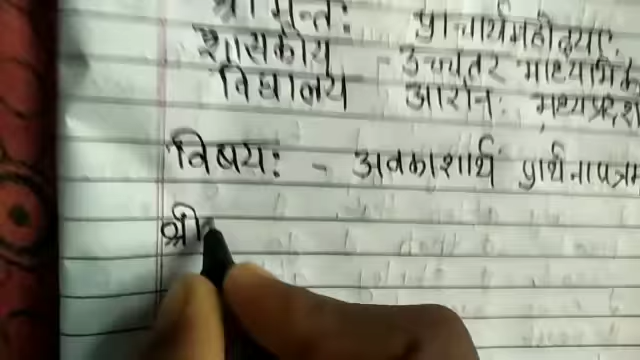 श्रीमन्तः प्राचार्यमहोदयाः
शासकीय उच्चतर माध्यमिक
विद्यालय आरोन: मध्यप्रदेश
विषयः - अवकाशार्थं प्रार्थनापत्रम
श्री